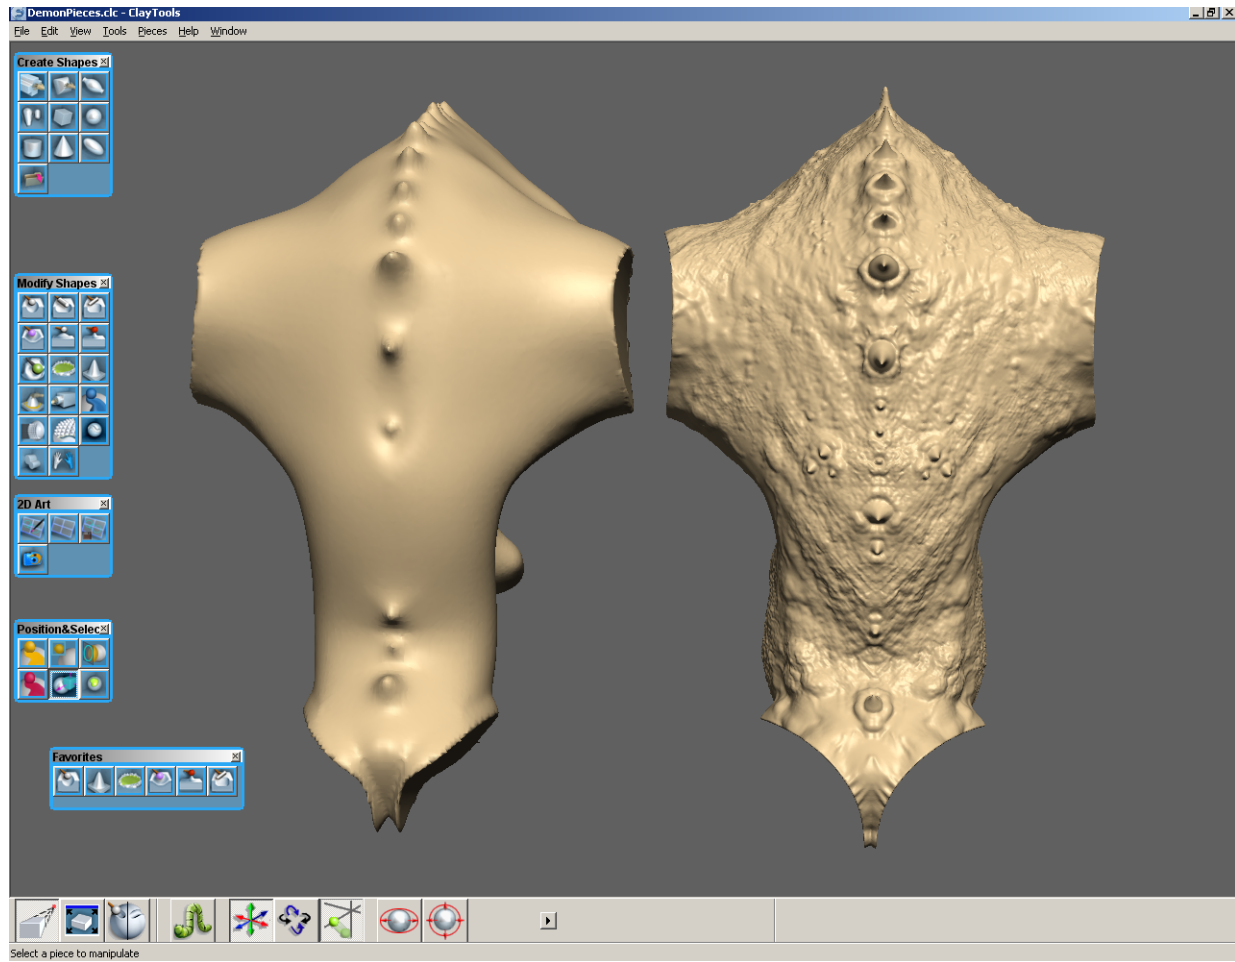 DemonPieces.clc - ClayTools
File Edit View Tools Pieces Help Window
Create Shapes
Modify Shapes
2D Art
Position&Selec
Favorites
Select a piece to manipulate